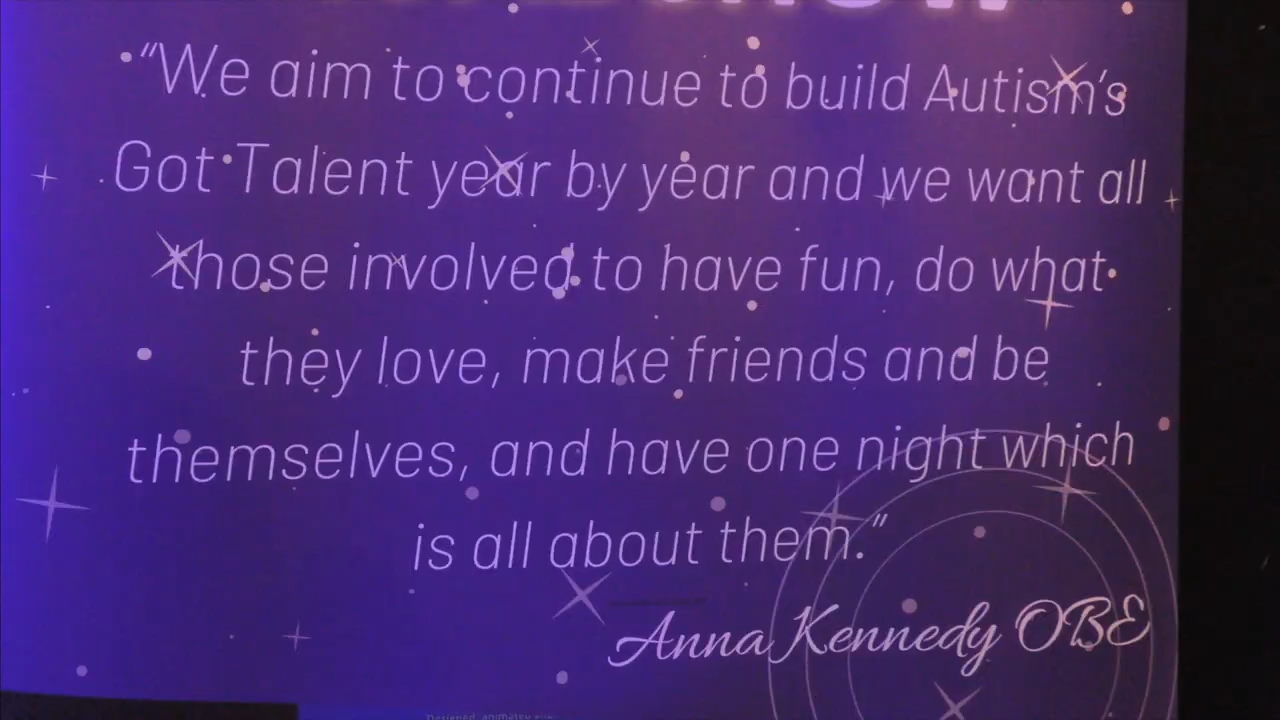 “We aim to continue to build Autism’s
Got Talent year by year and we want all
those involved to have fun, do what
they love, make friends and be
themselves, and have one night which
is all about them.”
Anna Kennedy OBE